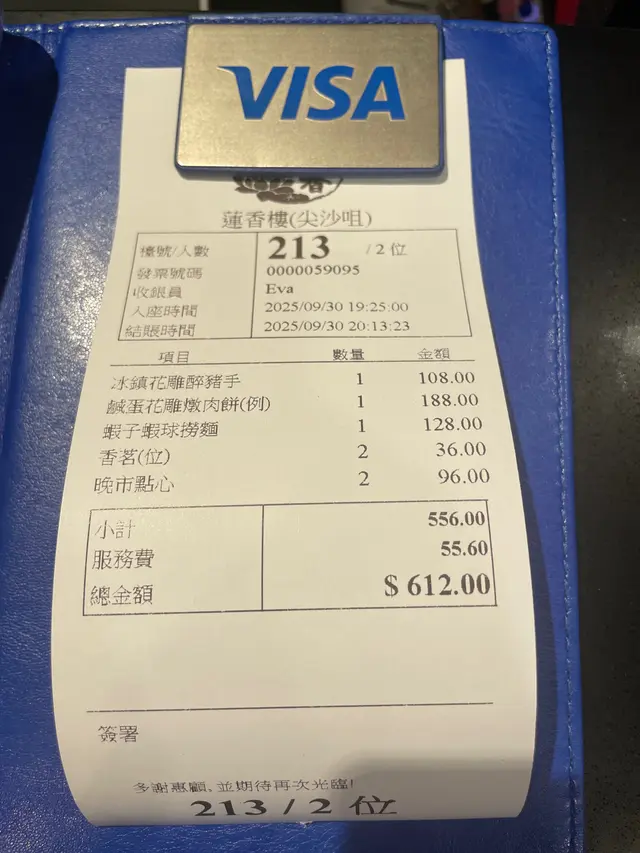 VISA
蓮香樓(尖沙咀)
檯號/人數 213 / 2 位
發票號碼 0000059095
收銀員 Eva
入座時間 2025/09/30 19:25:00
結賬時間 2025/09/30 20:13:23
項目 數量 金額
冰鎮花雕醉豬手 1 108.00
鹹蛋花雕燉肉餅(例) 1 188.00
蝦子蝦球撈麵 1 128.00
香茗(位) 2 36.00
晚市點心 2 96.00
小計 556.00
服務費 55.60
總金額 $ 612.00
簽署
多謝惠顧, 並期待再次光臨!
213 / 2 位